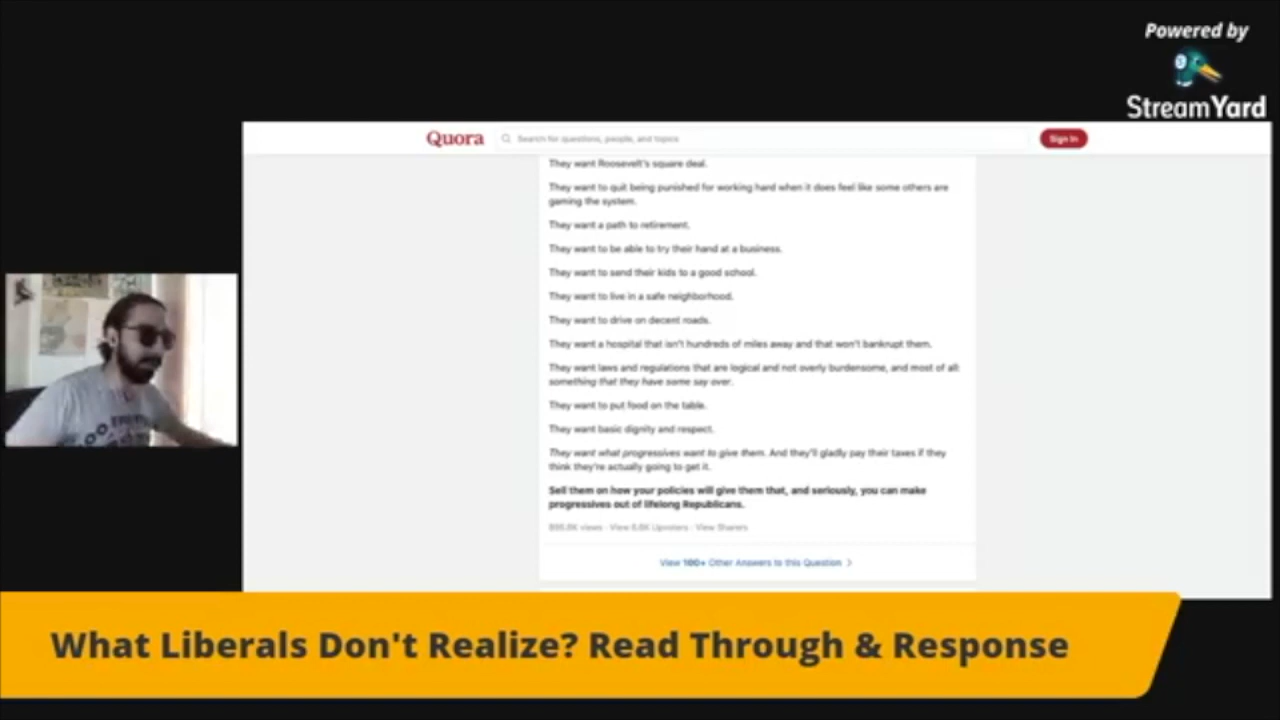 Powered by
StreamYard
Quora
Search for questions, people, and topics
Sign In
They want Roosevelt's square deal.
They want to quit being punished for working hard when it does feel like some others are
gaming the system.
They want a path to retirement.
They want to be able to try their hand at a business.
They want to send their kids to a good school.
They want to live in a safe neighborhood.
They want to drive on decent roads.
They want a hospital that isn't hundreds of miles away and that won't bankrupt them.
They want laws and regulations that are logical and not overly burdensome, and most of all:
something that they have some say over.
They want to put food on the table.
They want basic dignity and respect.
They want what progressives want to give them. And they'll gladly pay their taxes if they
think they're actually going to get it.
Sell them on how your policies will give them that, and seriously, you can make
progressives out of lifelong Republicans.
views · View Upvoters · View Sharers
View 100+ Other Answers to this Question
What Liberals Don't Realize? Read Through & Response